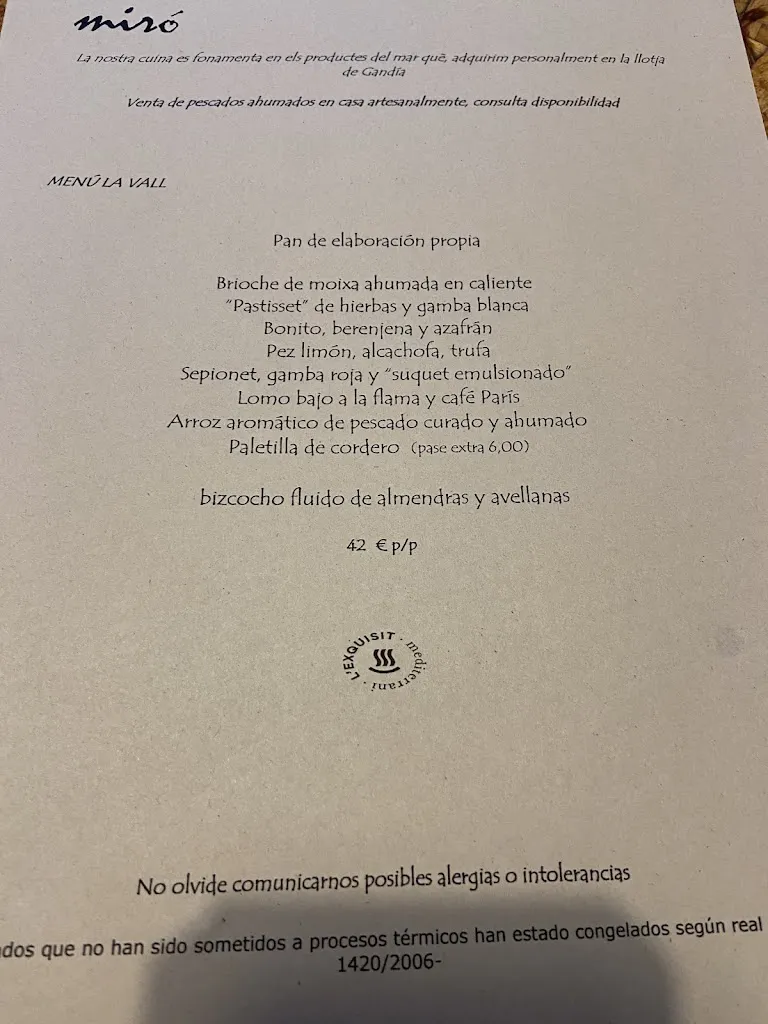 miró
La nostra cuina es fonamenta en els productes del mar què, adquirim personalment en la llotja
de Gandía
Venta de pescados ahumados en casa artesanalmente, consulta disponibilidad
MENÚ LA VALL
Pan de elaboración propia
Brioche de moixa ahumada en caliente
"Pastisset" de hierbas y gamba blanca
Bonito, berenjena y azafrán
Pez limón, alcachofa, trufa
Sepionet, gamba roja y "suquet emulsionado"
Lomo bajo a la flama y café París
Arroz aromático de pescado curado y ahumado
Paletilla de cordero (pase extra 6,00)
bizcocho fluido de almendras y avellanas
42 € p/p
L'EXQUISIT · mediterrani ·
No olvide comunicarnos posibles alergias o intolerancias
que no han sido sometidos a procesos térmicos han estado congelados según real
1420/2006-